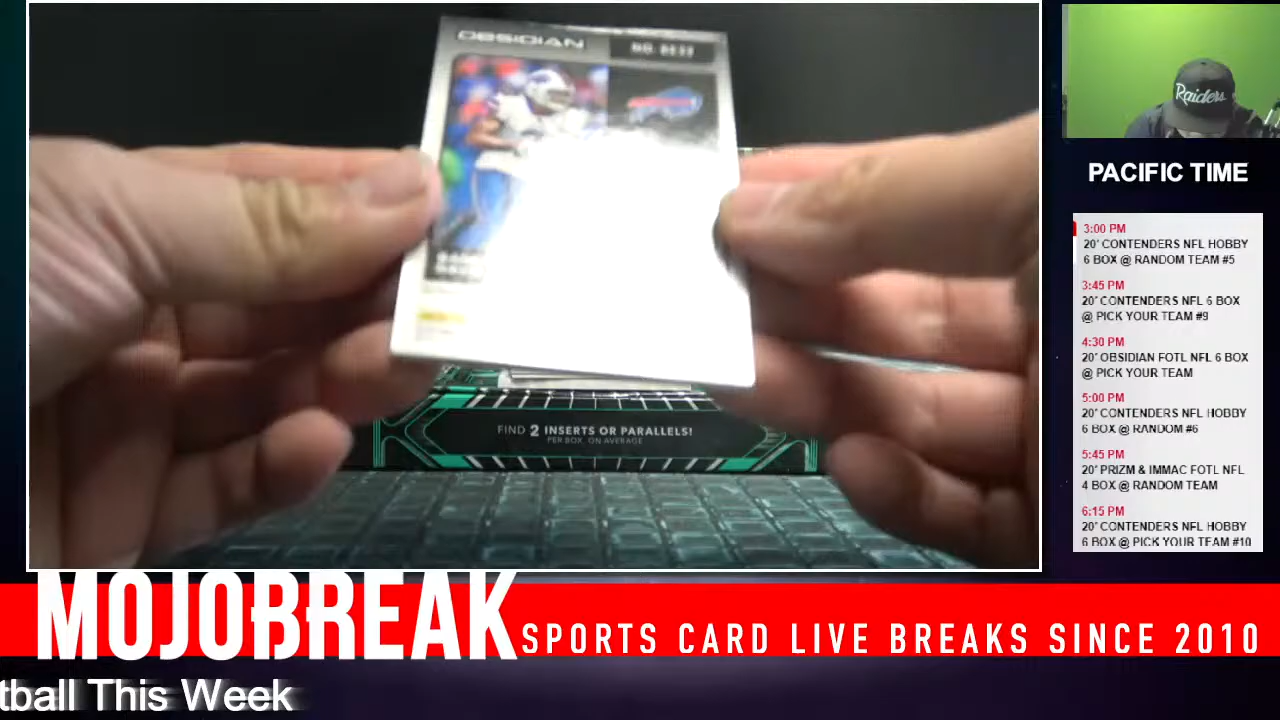 OBSIDIAN
FIND 2 INSERTS OR PARALLELS!
PER BOX, ON AVERAGE
Raiders
PACIFIC TIME
3:00 PM
20' CONTENDERS NFL HOBBY
6 BOX @ RANDOM TEAM #5
3:45 PM
20' CONTENDERS NFL 6 BOX
@ PICK YOUR TEAM #9
4:30 PM
20' OBSIDIAN FOTL NFL 6 BOX
@ PICK YOUR TEAM
5:00 PM
20' CONTENDERS NFL HOBBY
6 BOX @ RANDOM #6
5:45 PM
20' PRIZM & IMMAC FOTL NFL
4 BOX @ RANDOM TEAM
6:15 PM
20' CONTENDERS NFL HOBBY
6 BOX @ PICK YOUR TEAM #10
MOJOBREAK
SPORTS CARD LIVE BREAKS SINCE 2010
tball This Week